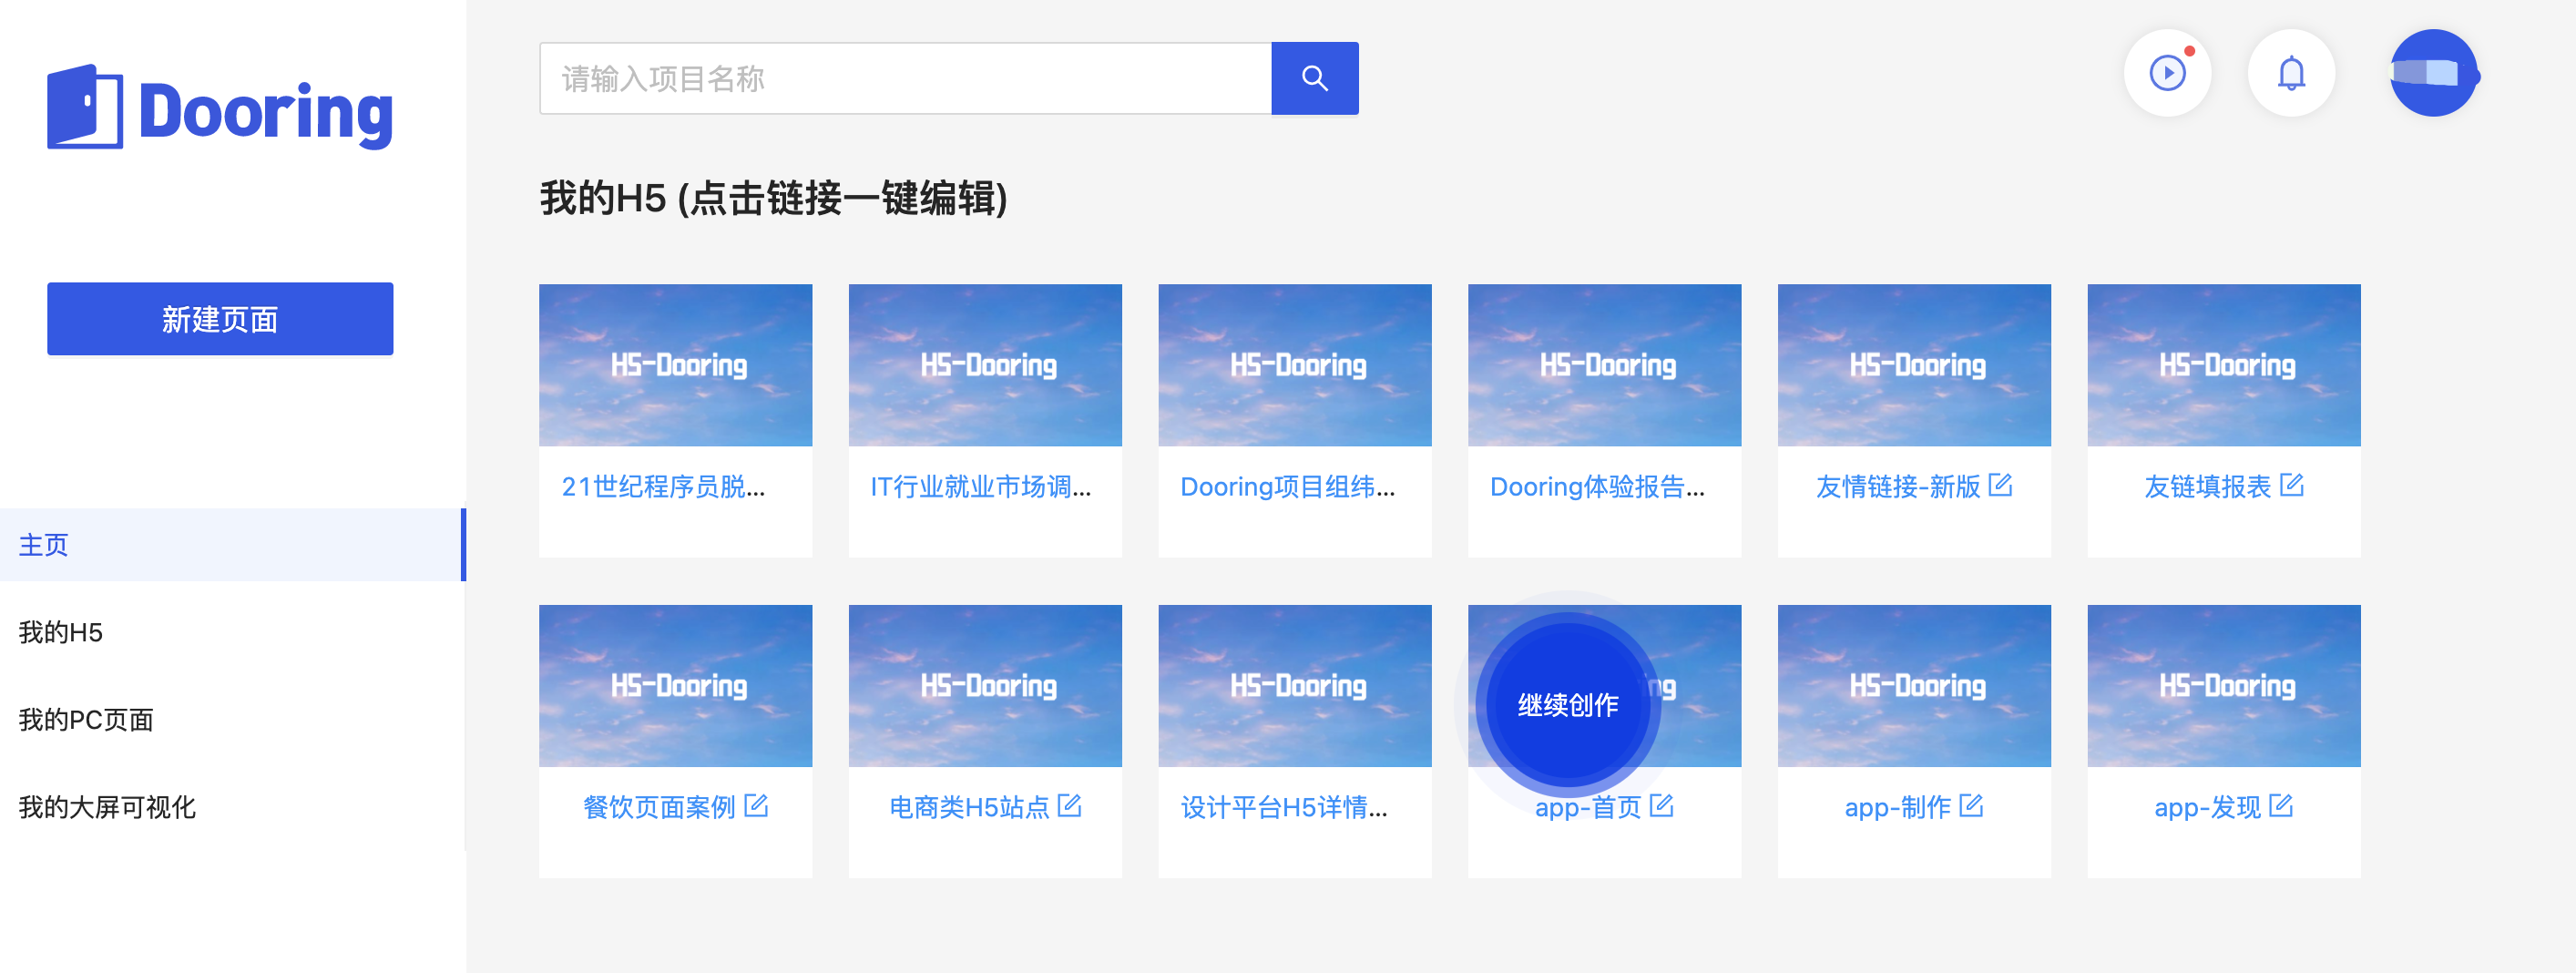 Dooring
请输入项目名称
我的H5 (点击链接一键编辑)
新建页面
主页
我的H5
我的PC页面
我的大屏可视化
H5-Dooring
H5-Dooring
H5-Dooring
H5-Dooring
H5-Dooring
H5-Dooring
21世纪程序员脱...
IT行业就业市场调...
Dooring项目组纬...
Dooring体验报告...
友情链接-新版
友链填报表
H5-Dooring
H5-Dooring
H5-Dooring
继续创作
ng
H5-Dooring
H5-Dooring
餐饮页面案例
电商类H5站点
设计平台H5详情...
app-首页
app-制作
app-发现